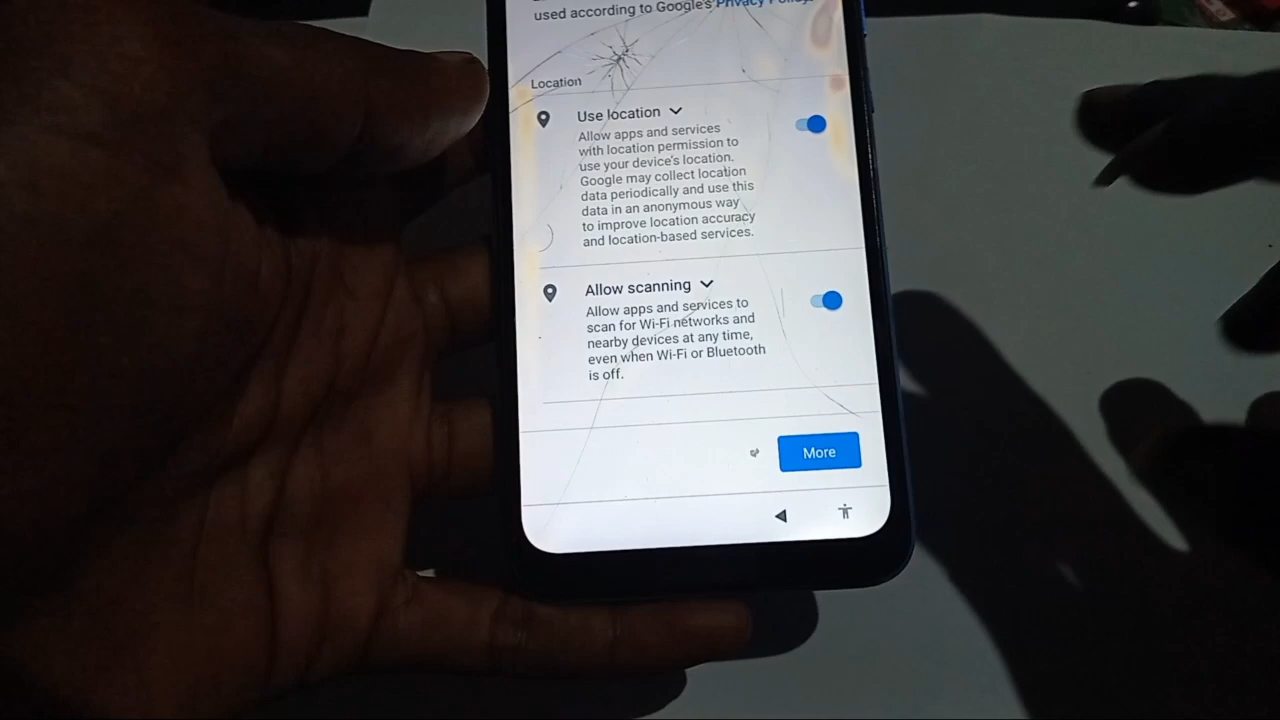 used according to Google's Privacy Policy.
Location
Use location
Allow apps and services
with location permission to
use your device's location.
Google may collect location
data periodically and use this
data in an anonymous way
to improve location accuracy
and location-based services.
Allow scanning
Allow apps and services to
scan for Wi-Fi networks and
nearby devices at any time,
even when Wi-Fi or Bluetooth
is off.
More